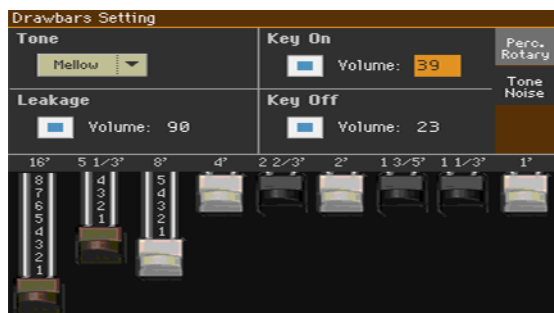 Drawbars Setting
Tone
Mellow
Key On
Volume: 39
Perc.
Rotary
Tone
Noise
Leakage
Volume: 90
Key Off
Volume: 23
16' 5 1/3' 8' 4' 2 2/3' 2' 1 3/5' 1 1/3' 1'
8
7
6
5
4
3
2
1
4
3
2
1
5
4
3
2
1